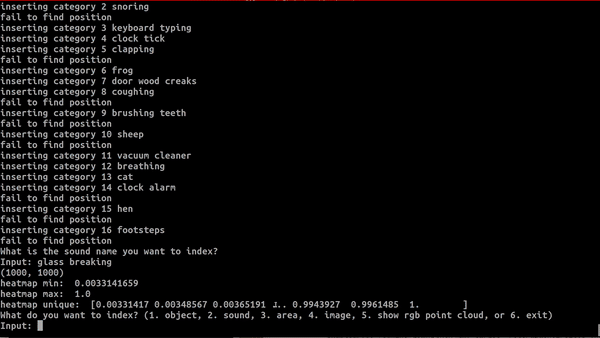 inserting category 2 snoring
fail to find position
inserting category 3 keyboard typing
inserting category 4 clock tick
inserting category 5 clapping
fail to find position
inserting category 6 frog
inserting category 7 door wood creaks
inserting category 8 coughing
fail to find position
inserting category 9 brushing teeth
fail to find position
inserting category 10 sheep
fail to find position
inserting category 11 vacuum cleaner
inserting category 12 breathing
inserting category 13 cat
inserting category 14 clock alarm
fail to find position
inserting category 15 hen
fail to find position
inserting category 16 footsteps
fail to find position
What is the sound name you want to index?
Input: glass breaking
(1000, 1000)
heatmap min:  0.0033141659
heatmap max:  1.0
heatmap unique:  [0.00331417 0.00348567 0.00365191 ... 0.9943927  0.9961485  1.        ]
What do you want to index? (1. object, 2. sound, 3. area, 4. image, 5. show rgb point cloud, or 6. exit)
Input: